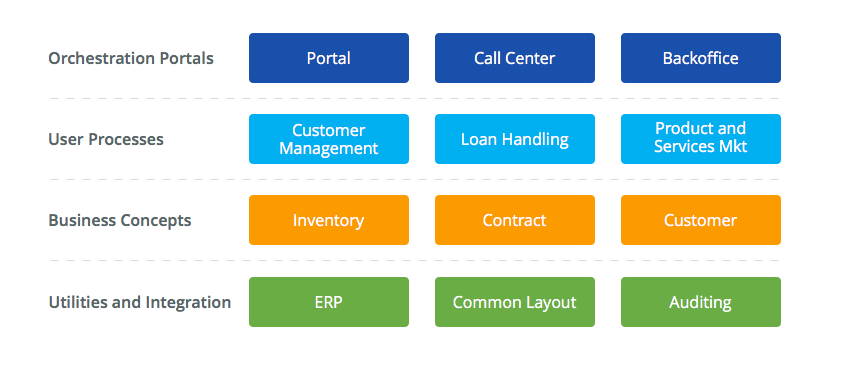 Orchestration Portals
Portal
Call Center
Backoffice
User Processes
Customer
Management
Loan Handling
Product and
Services Mkt
Business Concepts
Inventory
Contract
Customer
Utilities and Integration
ERP
Common Layout
Auditing